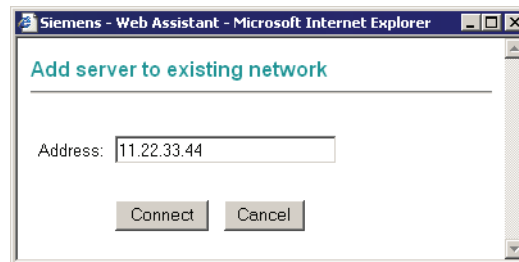 Siemens - Web Assistant - Microsoft Internet Explorer
Add server to existing network
Address: 11.22.33.44
Connect Cancel